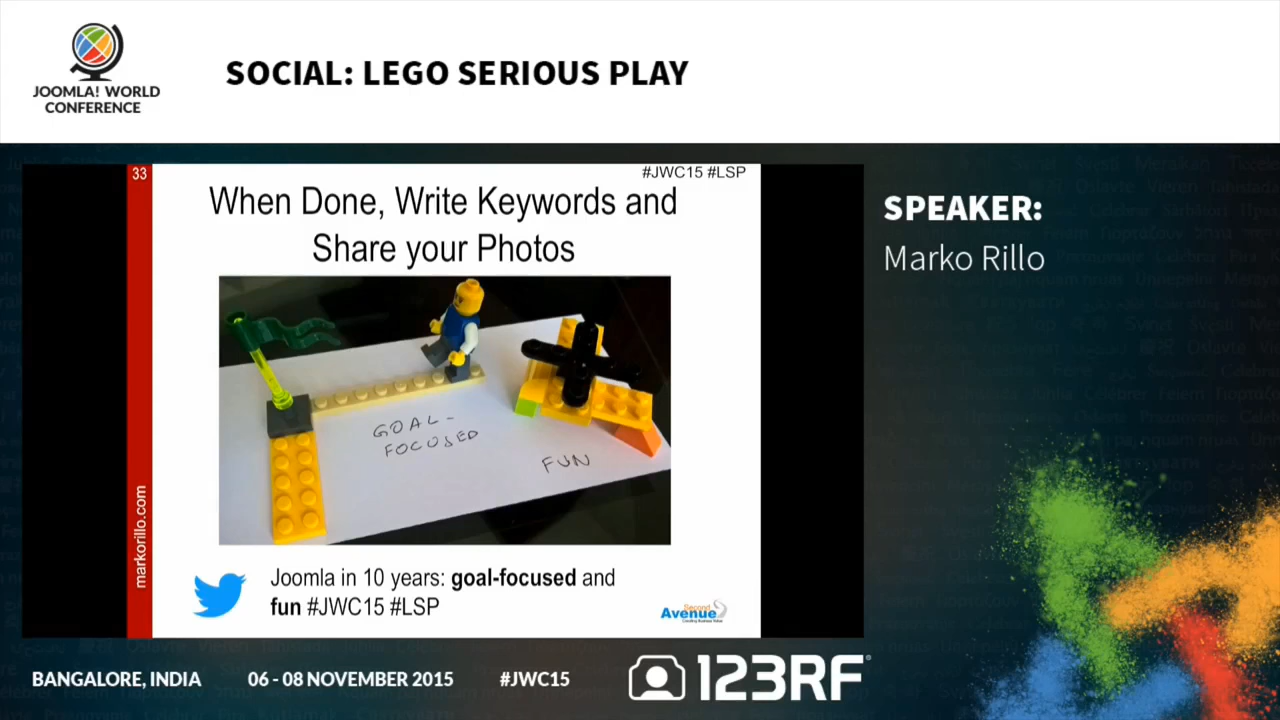 JOOMLA! WORLD
CONFERENCE
SOCIAL: LEGO SERIOUS PLAY
33
#JWC15 #LSP
When Done, Write Keywords and
Share your Photos
GOAL-
FOCUSED
FUN
markorillo.com
Joomla in 10 years: goal-focused and
fun #JWC15 #LSP
Second
Avenue
SPEAKER:
Marko Rillo
BANGALORE, INDIA
06 - 08 NOVEMBER 2015
#JWC15
123RF